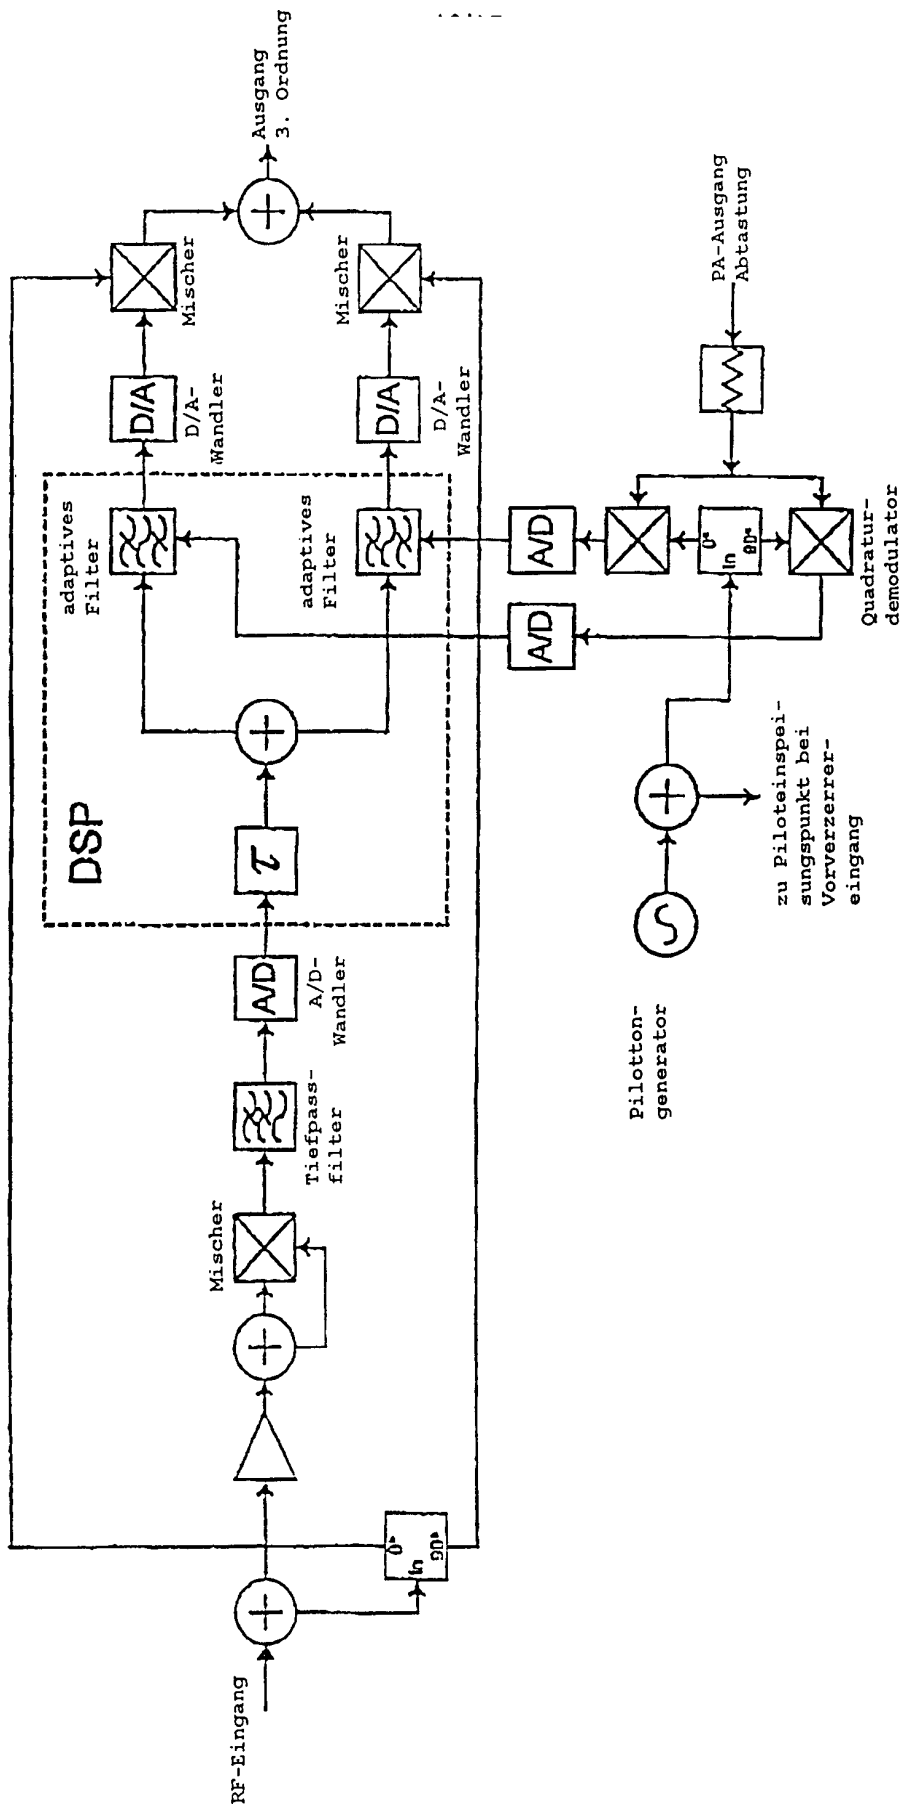 RF-Eingang
In
0°
90°
Mischer
Tiefpass-
filter
A/D
A/D-
Wandler
DSP
τ
adaptives
Filter
adaptives
Filter
D/A
D/A-
Wandler
D/A
D/A-
Wandler
Mischer
Mischer
Ausgang
3. Ordnung
Pilotton-
generator
zu Piloteinspei-
sungspunkt bei
Vorverzerrer-
eingang
A/D
A/D
In
0°
90°
Quadratur-
demodulator
PA-Ausgang
Abtastung